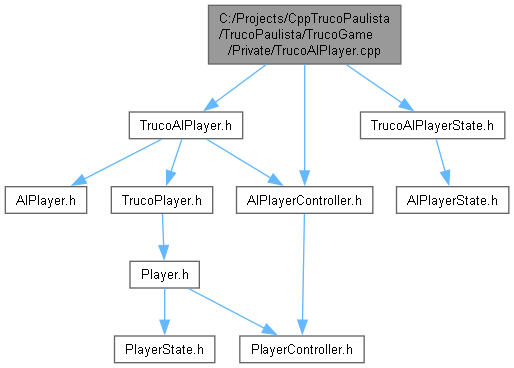 C:/Projects/CppTrucoPaulista
/TrucoPaulista/TrucoGame
/Private/TrucoAIPlayer.cpp
TrucoAIPlayer.h
TrucoAIPlayerState.h
AIPlayer.h
TrucoPlayer.h
AIPlayerController.h
AIPlayerState.h
Player.h
PlayerState.h
PlayerController.h